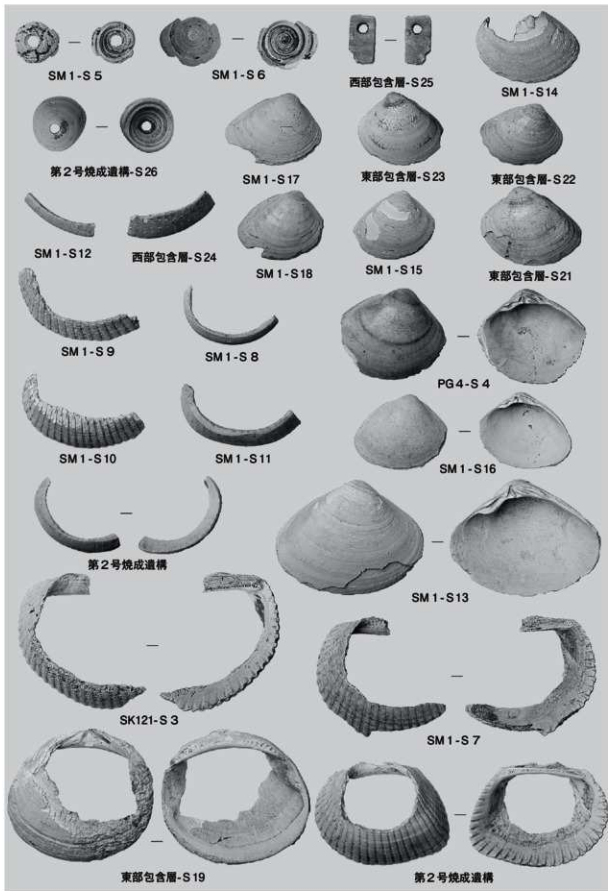 SM1-S5
SM1-S6
西部包含層-S25
SM1-S14
第2号焼成遺構-S26
SM1-S17
東部包含層-S23
東部包含層-S22
SM1-S12
西部包含層-S24
SM1-S18
SM1-S15
東部包含層-S21
SM1-S9
SM1-S8
PG4-S4
SM1-S10
SM1-S11
SM1-S16
第2号焼成遺構
SM1-S13
SK121-S3
SM1-S7
東部包含層-S19
第2号焼成遺構